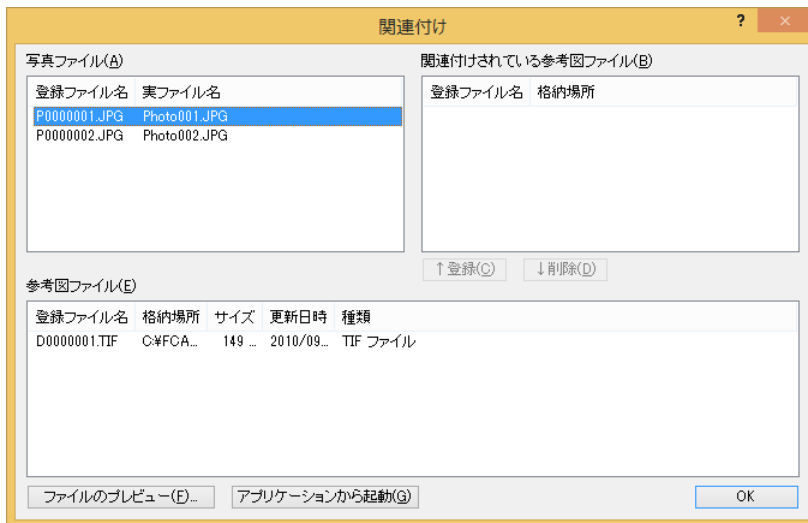 関連付け
?
×
写真ファイル(A)
登録ファイル名 実ファイル名
P0000001.JPG Photo001.JPG
P0000002.JPG Photo002.JPG
関連付けされている参考図ファイル(B)
登録ファイル名 格納場所
↑登録(C) ↓削除(D)
参考図ファイル(E)
登録ファイル名 格納場所 サイズ 更新日時 種類
D0000001.TIF C:¥FCA... 149 ... 2010/09... TIF ファイル
ファイルのプレビュー(F)... アプリケーションから起動(G) OK